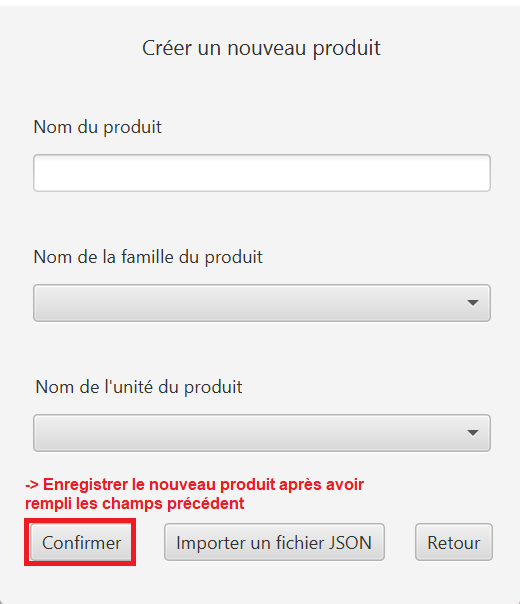 Créer un nouveau produit
Nom du produit
Nom de la famille du produit
Nom de l'unité du produit
-> Enregistrer le nouveau produit après avoir
rempli les champs précédent
Confirmer
Importer un fichier JSON
Retour